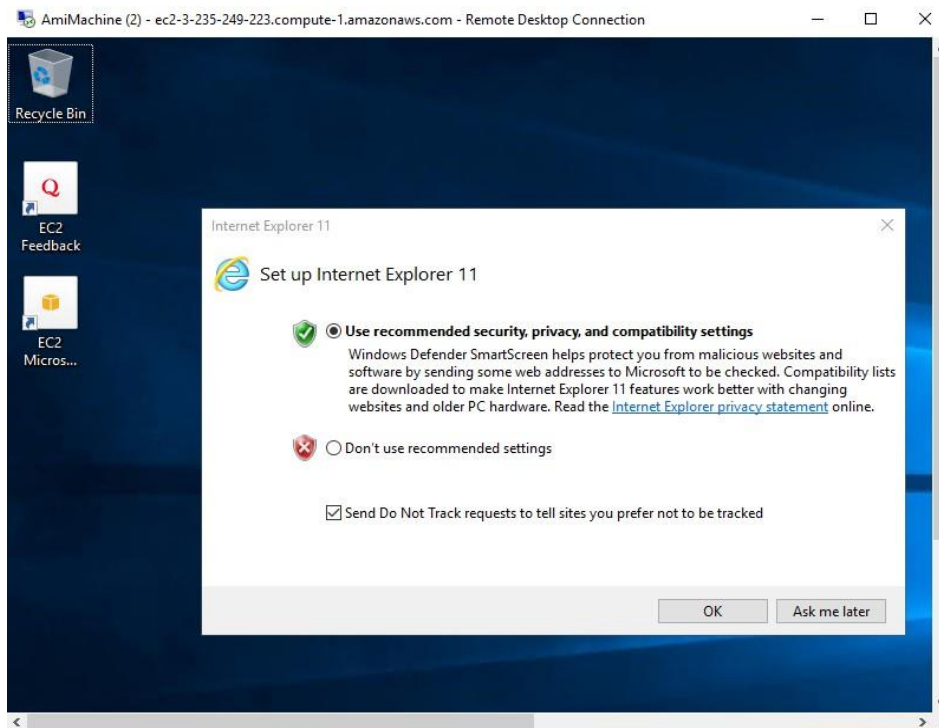 AmiMachine (2) - ec2-3-235-249-223.compute-1.amazonaws.com - Remote Desktop Connection
Recycle Bin
Q
EC2
Feedback
EC2
Micros...
Internet Explorer 11
Set up Internet Explorer 11
Use recommended security, privacy, and compatibility settings
Windows Defender SmartScreen helps protect you from malicious websites and
software by sending some web addresses to Microsoft to be checked. Compatibility lists
are downloaded to make Internet Explorer 11 features work better with changing
websites and older PC hardware. Read the Internet Explorer privacy statement online.
Don't use recommended settings
Send Do Not Track requests to tell sites you prefer not to be tracked
OK
Ask me later